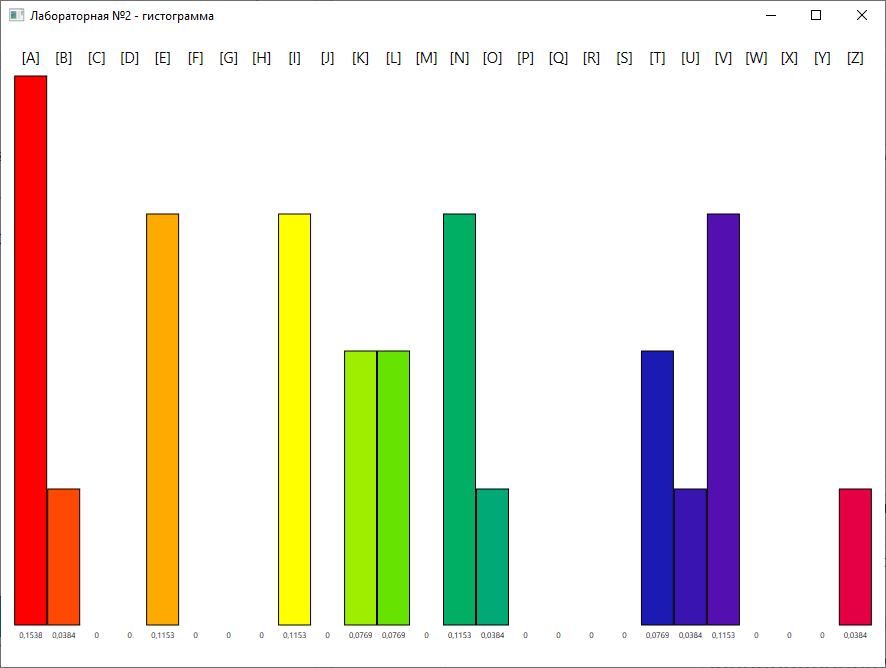 Лабораторная №2 - гистограмма
[A] [B] [C] [D] [E] [F] [G] [H] [I] [J] [K] [L] [M] [N] [O] [P] [Q] [R] [S] [T] [U] [V] [W] [X] [Y] [Z]
0,1538 0,0384 0 0 0,1153 0 0 0 0,1153 0 0,0769 0,0769 0 0,1153 0,0384 0 0 0 0 0,0769 0,0384 0,1153 0 0 0 0,0384